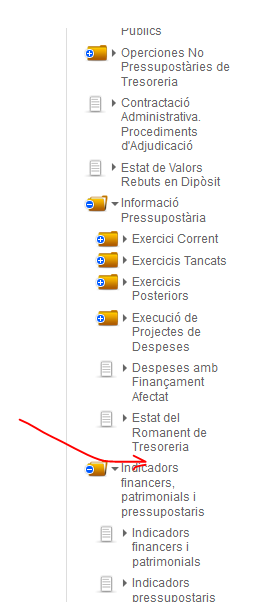 Públics
Operciones No
Pressupostàries de
Tresoreria
Contractació
Administrativa.
Procediments
d'Adjudicació
Estat de Valors
Rebuts en Dipòsit
Informació
Pressupostària
Exercici Corrent
Exercicis Tancats
Exercicis
Posteriors
Execució de
Projectes de
Despeses
Despeses amb
Finançament
Afectat
Estat del
Romanent de
Tresoreria
Indicadors
financers,
patrimonials i
pressupostaris
Indicadors
financers i
patrimonials
Indicadors
pressupostaris